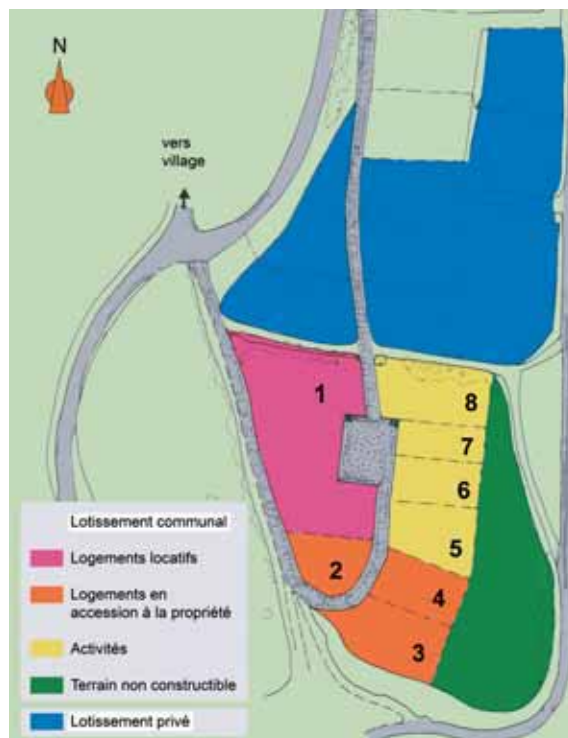 N
vers
village
1
8
7
6
5
2
4
3
Lotissement communal
Logements locatifs
Logements en
accession à la propriété
Activités
Terrain non constructible
Lotissement privé